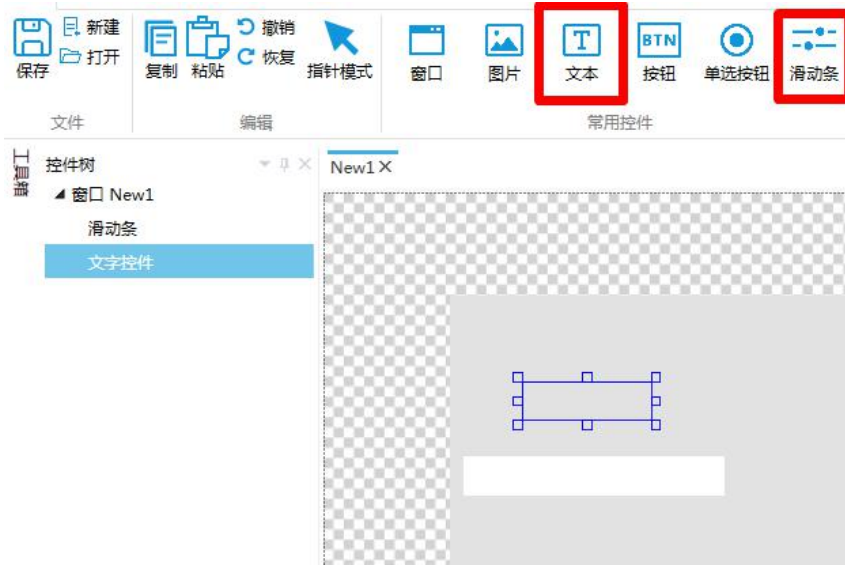 保存
新建
打开
复制
粘贴
撤销
恢复
指针模式
窗口
图片
T
文本
BTN
按钮
单选按钮
滑动条
文件
编辑
常用控件
工具箱
控件树
窗口 New1
滑动条
文字控件
New1